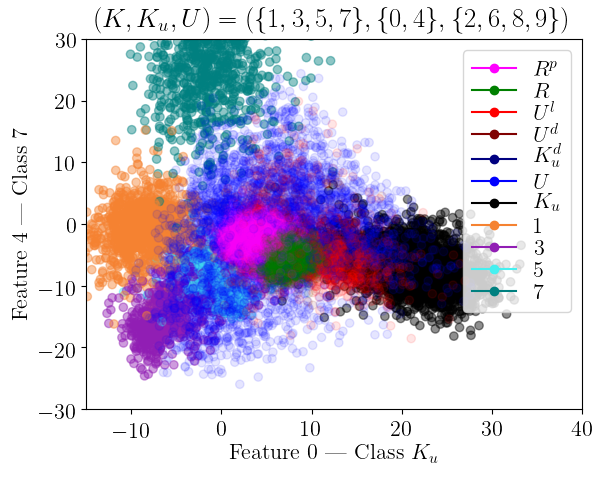 (K, K_u, U) = ({1, 3, 5, 7}, {0, 4}, {2, 6, 8, 9})
30
20
10
0
−10
−20
−30
Feature 4 — Class 7
R^p
R
U^l
U^d
K_u^d
U
K_u
1
3
5
7
−10
0
10
20
30
40
Feature 0 — Class K_u